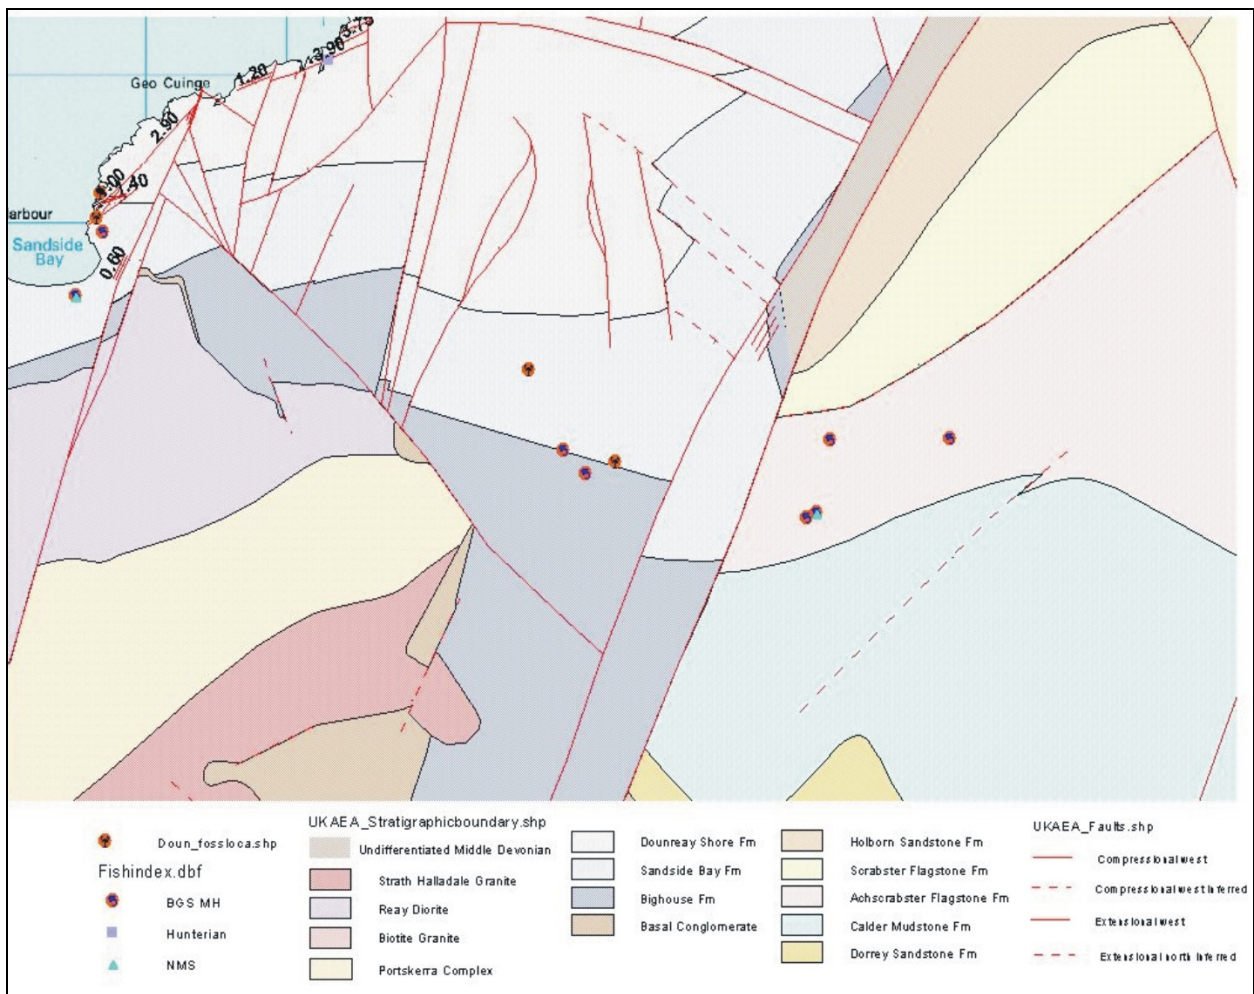 3.75
3.90
1.20
Geo Cuinge
2.90
1.40
arbour
Sandside
Bay
0.60
Doun_fossloca.shp
Fishindex.dbf
BGS MH
Hunterian
NMS
UKAEA_Stratigraphicboundary.shp
Undifferentiated Middle Devonian
Strath Halladale Granite
Reay Diorite
Biotite Granite
Portskerra Complex
Dounreay Shore Fm
Sandside Bay Fm
Bighouse Fm
Basal Conglomerate
Holborn Sandstone Fm
Scrabster Flagstone Fm
Achscrabster Flagstone Fm
Calder Mudstone Fm
Dorrey Sandstone Fm
UKAEA_Faults.shp
Compressional west
Compressional west Inferred
Extensional west
Extensional north Inferred